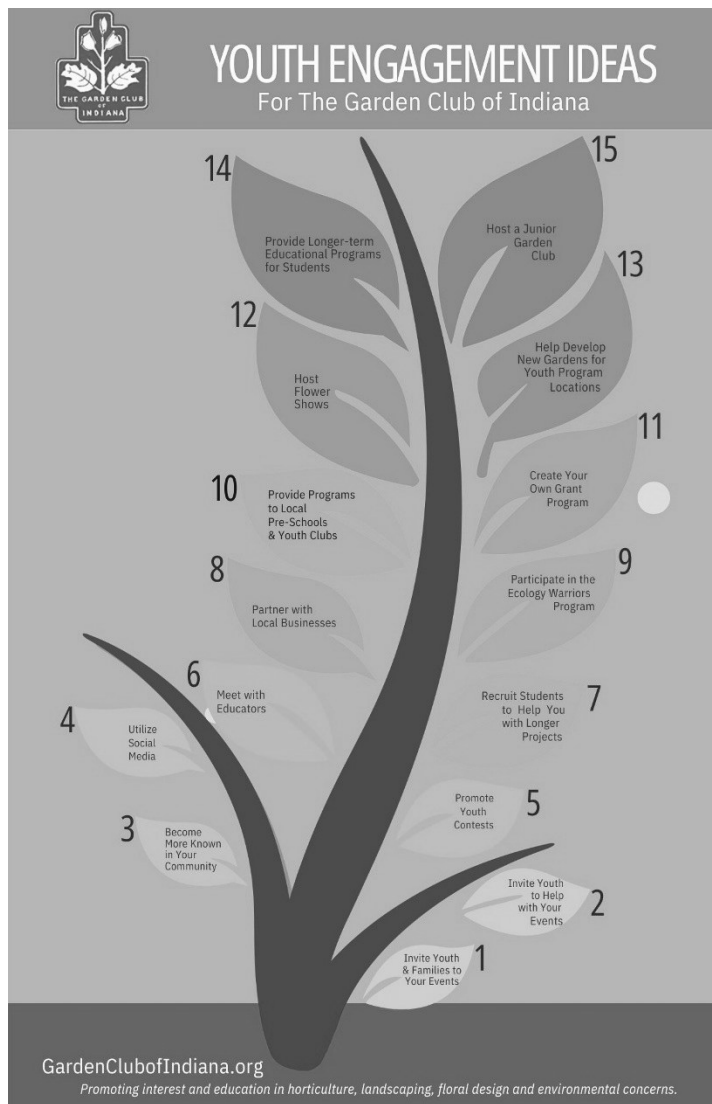 THE GARDEN CLUB
of
INDIANA
YOUTH ENGAGEMENT IDEAS
For The Garden Club of Indiana
14
Provide Longer-term
Educational Programs
for Students
15
Host a Junior
Garden
Club
12
Host
Flower
Shows
13
Help Develop
New Gardens for
Youth Program
Locations
10
Provide Programs
to Local
Pre-Schools
& Youth Clubs
11
Create Your
Own Grant
Program
8
Partner with
Local Businesses
9
Participate in the
Ecology Warriors
Program
6
Meet with
Educators
7
Recruit Students
to Help You
with Longer
Projects
4
Utilize
Social
Media
5
Promote
Youth
Contests
3
Become
More Known
in Your
Community
2
Invite Youth
to Help
with Your
Events
1
Invite Youth
& Families to
Your Events
GardenClubofIndiana.org
Promoting interest and education in horticulture, landscaping, floral design and environmental concerns.